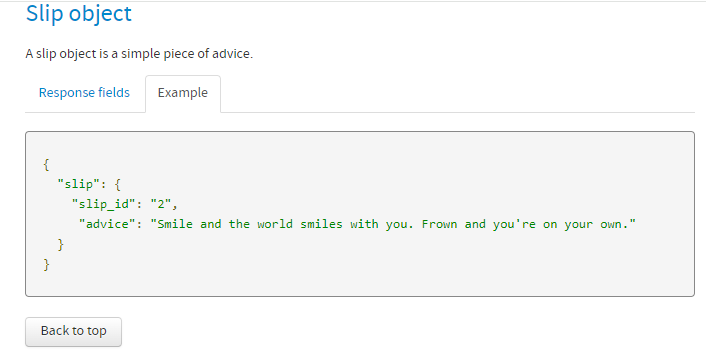 Slip object
A slip object is a simple piece of advice.
Response fields
Example
{
"slip": {
"slip_id": "2",
"advice": "Smile and the world smiles with you. Frown and you're on your own."
}
}
Back to top